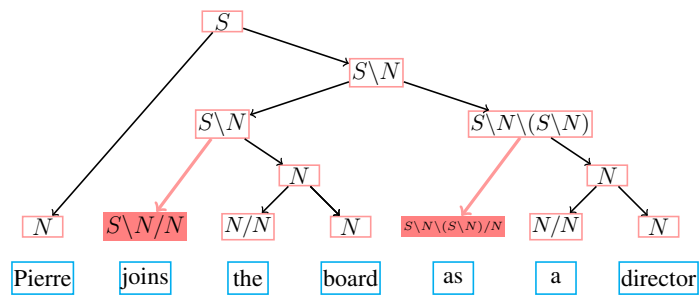 S
S\N
S\N S\N\(S\N)
N N
N S\N/N N/N N S\N\(S\N)/N N/N N
Pierre joins the board as a director